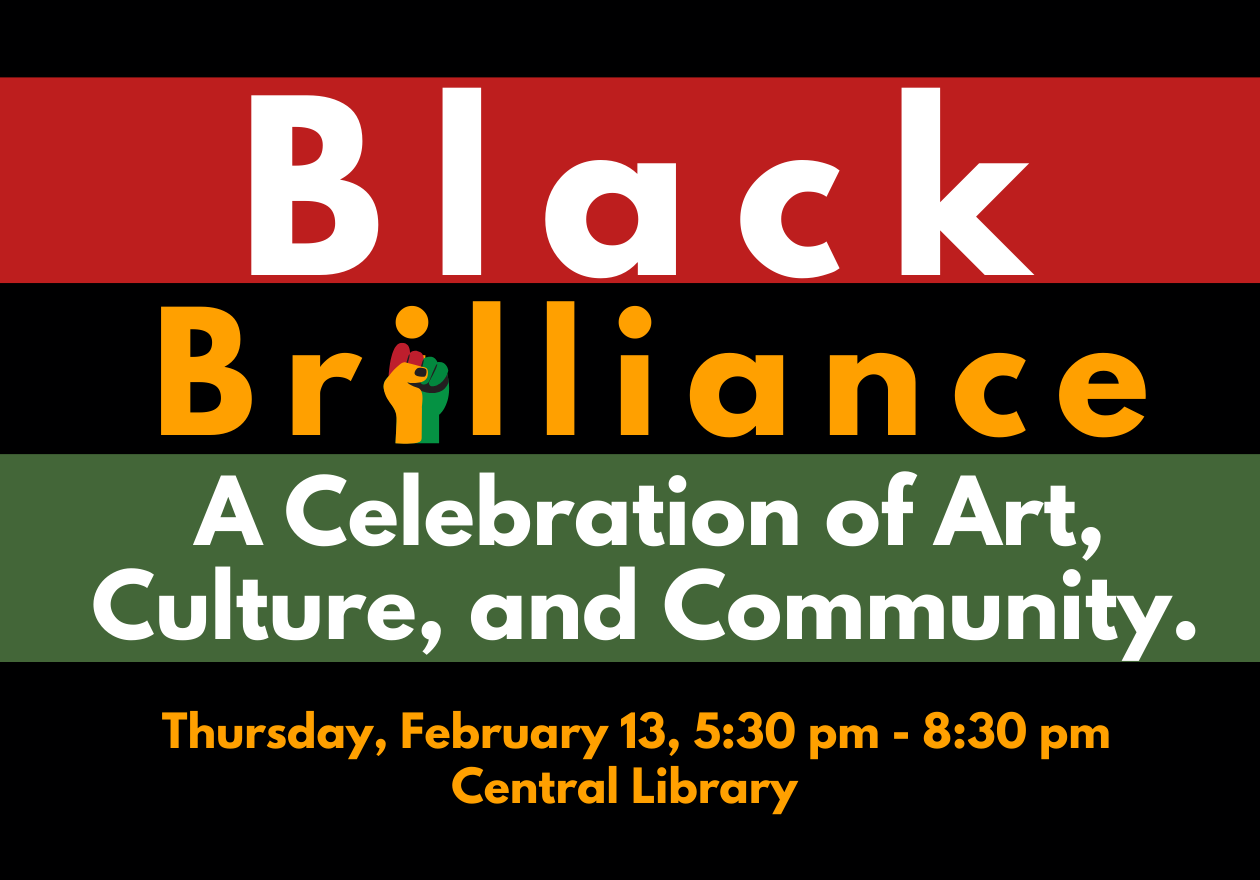 Black
Brilliance
A Celebration of Art,
Culture, and Community.
Thursday, February 13, 5:30 pm - 8:30 pm
Central Library